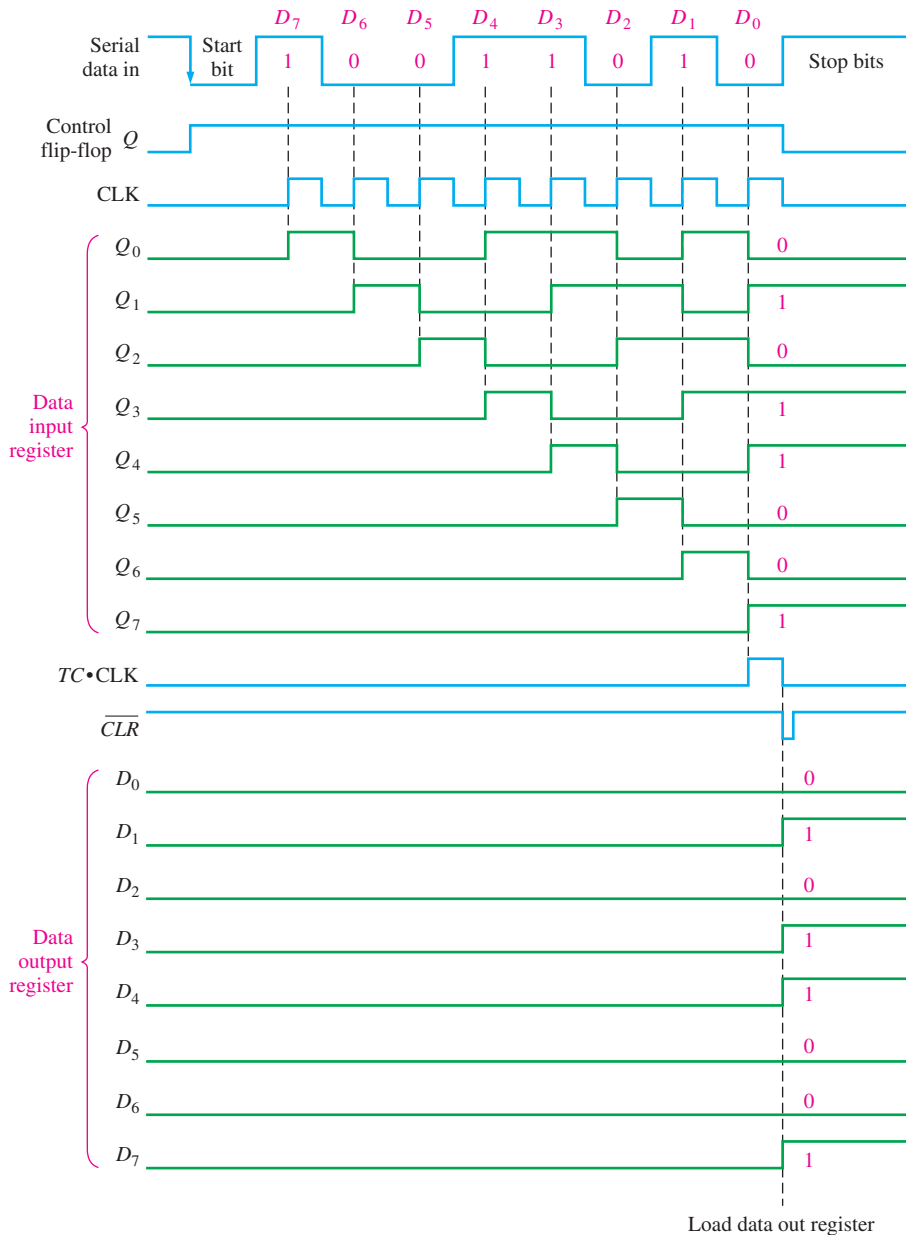 D₇ D₆ D₅ D₄ D₃ D₂ D₁ D₀
Serial
data in
Start
bit
1 0 0 1 1 0 1 0
Stop bits
Control
flip-flop
Q
CLK
Data
input
register
Q₀ 0
Q₁ 1
Q₂ 0
Q₃ 1
Q₄ 1
Q₅ 0
Q₆ 0
Q₇ 1
TC•CLK
C̅L̅R̅
Data
output
register
D₀ 0
D₁ 1
D₂ 0
D₃ 1
D₄ 1
D₅ 0
D₆ 0
D₇ 1
Load data out register